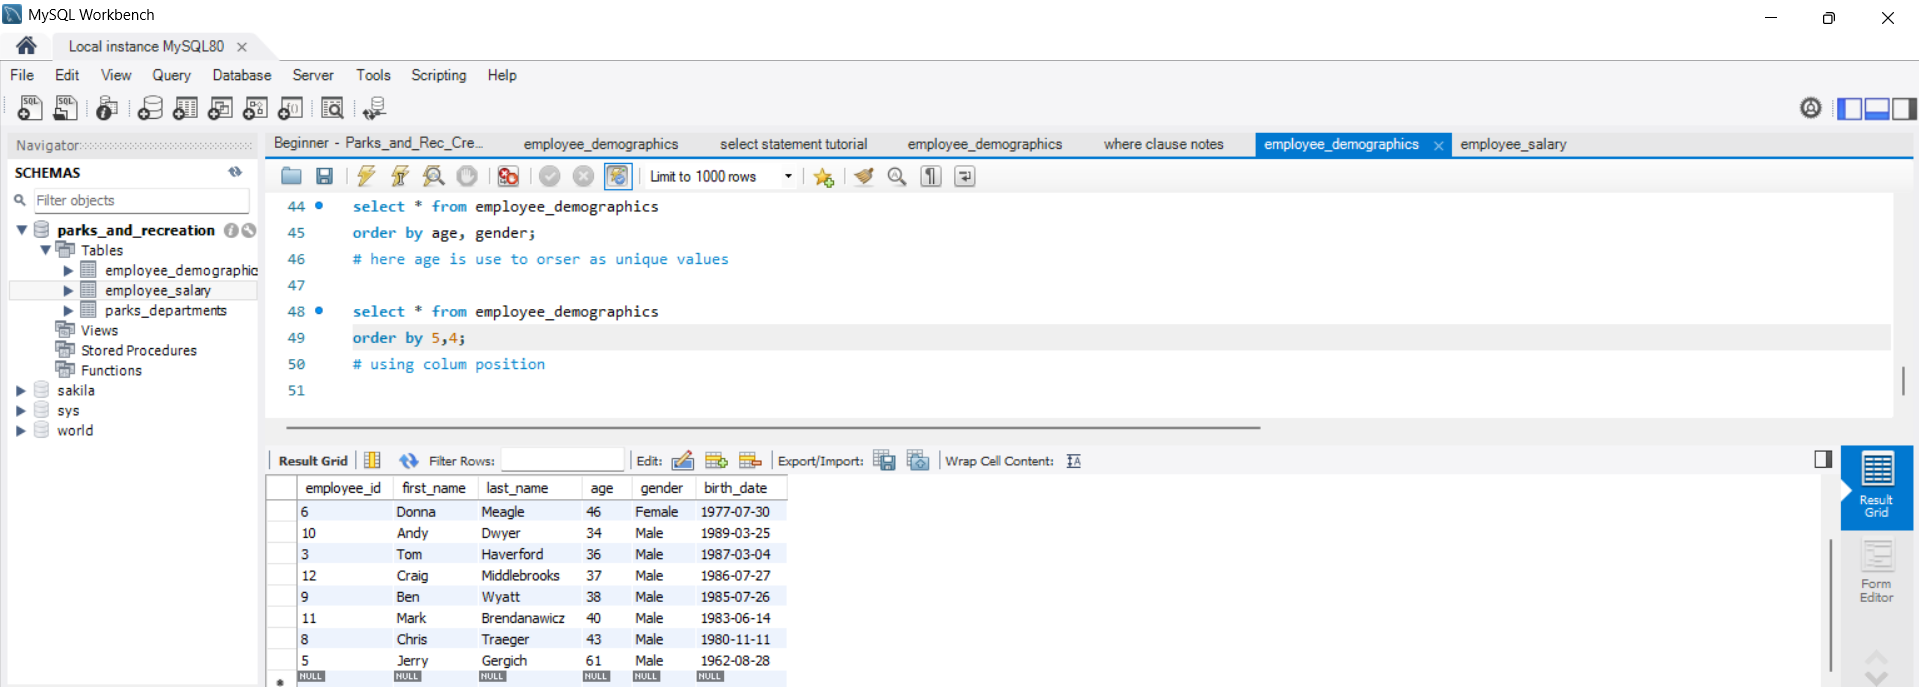 MySQL Workbench
Local instance MySQL80
File Edit View Query Database Server Tools Scripting Help
Navigator
SCHEMAS
Filter objects
parks_and_recreation
Tables
employee_demographic
employee_salary
parks_departments
Views
Stored Procedures
Functions
sakila
sys
world
Beginner - Parks_and_Rec_Cre... employee_demographics select statement tutorial employee_demographics where clause notes employee_demographics employee_salary
Limit to 1000 rows
44 select * from employee_demographics
45 order by age, gender;
46 # here age is use to orser as unique values
47
48 select * from employee_demographics
49 order by 5,4;
50 # using colum position
51
Result Grid Filter Rows: Edit: Export/Import: Wrap Cell Content: IA
employee_id first_name last_name age gender birth_date
6 Donna Meagle 46 Female 1977-07-30
10 Andy Dwyer 34 Male 1989-03-25
3 Tom Haverford 36 Male 1987-03-04
12 Craig Middlebrooks 37 Male 1986-07-27
9 Ben Wyatt 38 Male 1985-07-26
11 Mark Brendanawicz 40 Male 1983-06-14
8 Chris Traeger 43 Male 1980-11-11
5 Jerry Gergich 61 Male 1962-08-28
NULL NULL NULL NULL NULL NULL
Result
Grid
Form
Editor